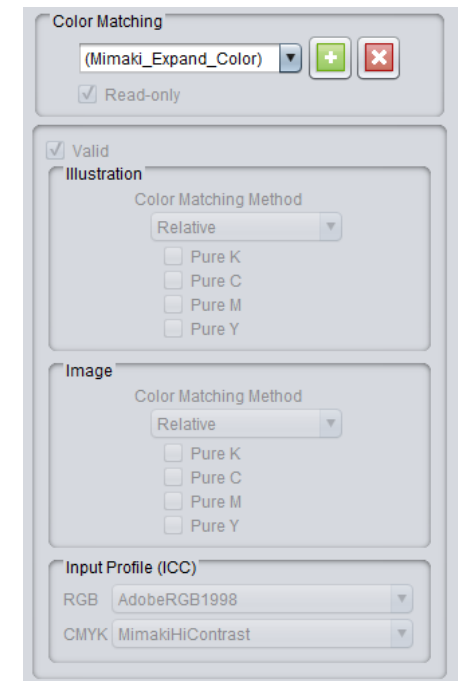 Color Matching
(Mimaki_Expand_Color)
Read-only
Valid
Illustration
Color Matching Method
Relative
Pure K
Pure C
Pure M
Pure Y
Image
Color Matching Method
Relative
Pure K
Pure C
Pure M
Pure Y
Input Profile (ICC)
RGB AdobeRGB1998
CMYK MimakiHiContrast